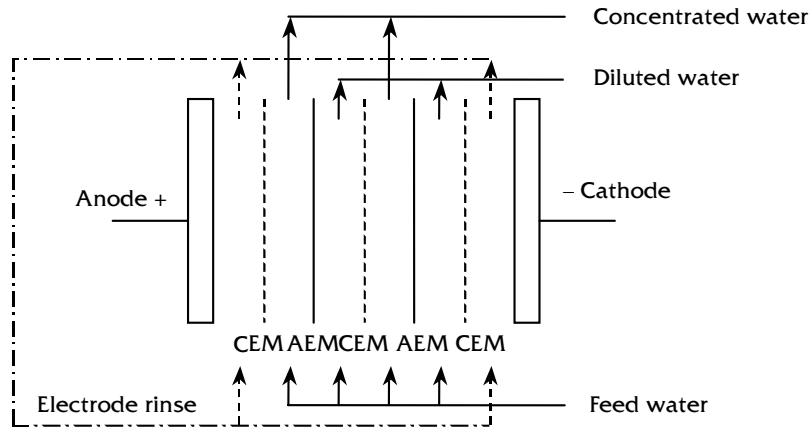 Concentrated water
Diluted water
Anode +
– Cathode
CEM AEM CEM AEM CEM
Electrode rinse
Feed water